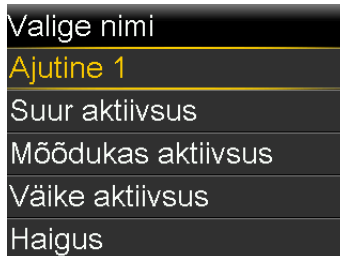 Valige nimi
Ajutine 1
Suur aktiivsus
Mõõdukas aktiivsus
Väike aktiivsus
Haigus